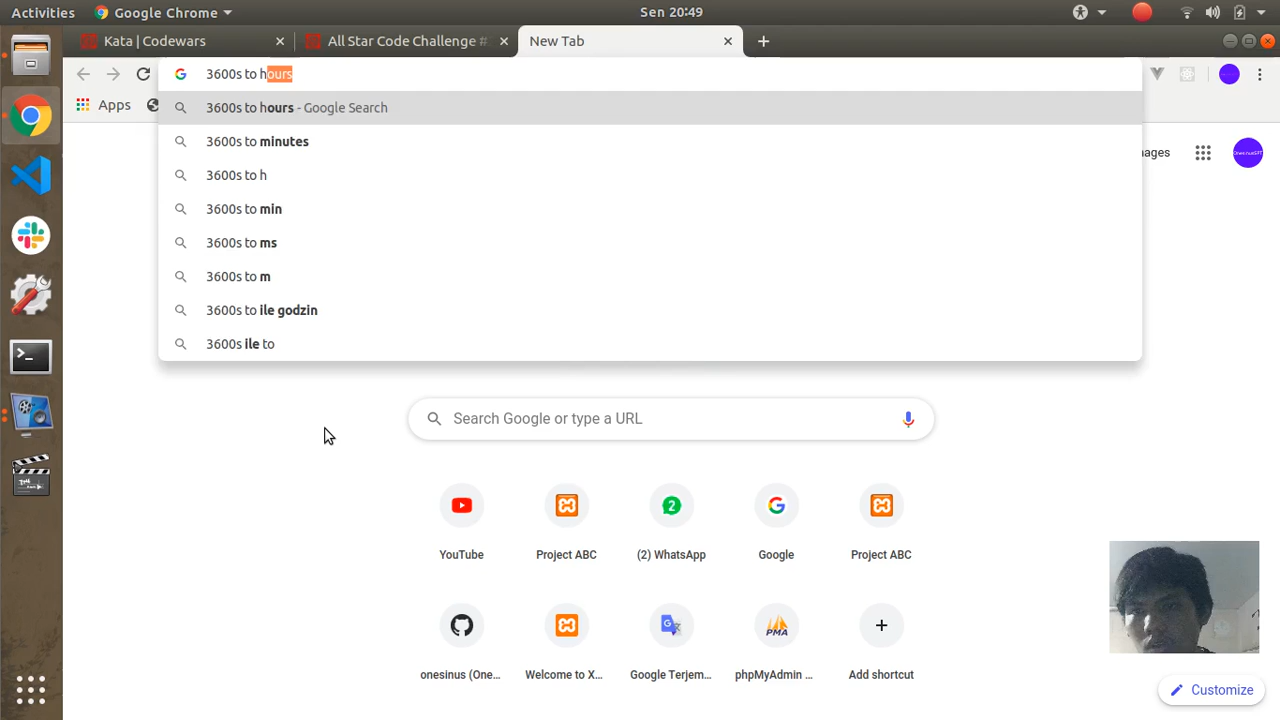 Activities
Google Chrome
Sen 20:49
Kata | Codewars
All Star Code Challenge #
New Tab
3600s to hours
Apps
3600s to hours - Google Search
3600s to minutes
3600s to h
3600s to min
3600s to ms
3600s to m
3600s to ile godzin
3600s ile to
Search Google or type a URL
YouTube
Project ABC
(2) WhatsApp
Google
Project ABC
onesinus (One...
Welcome to X...
Google Terjem...
phpMyAdmin ...
Add shortcut
Customize